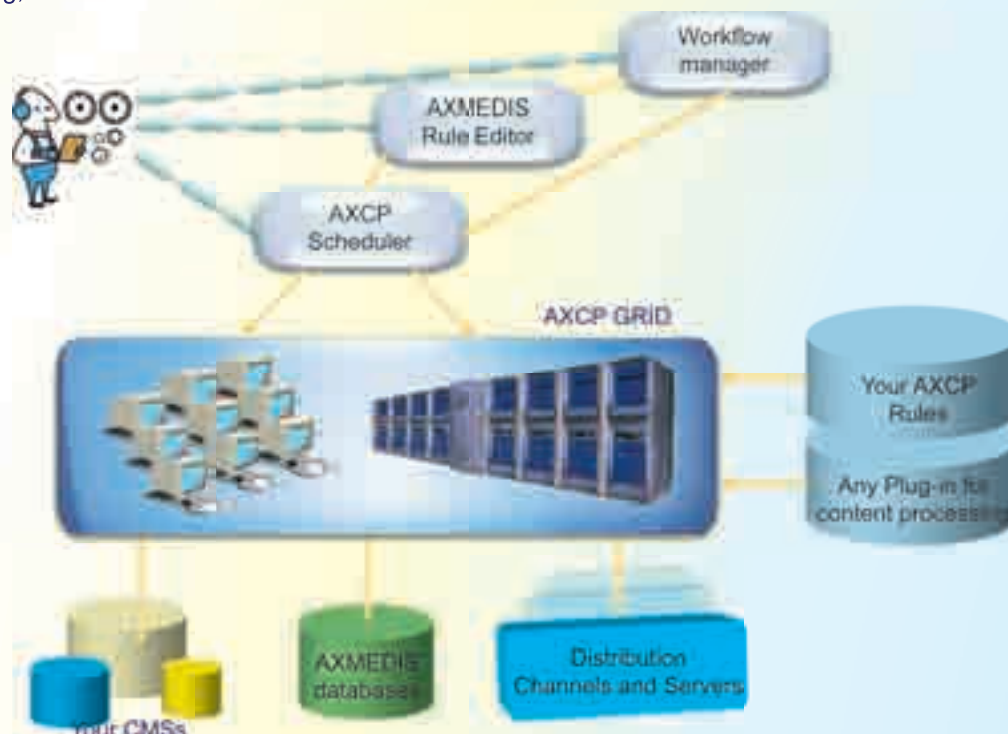 Workflow
manager
AXMEDIS
Rule Editor
AXCP
Scheduler
AXCP GRID
Your AXCP
Rules
Any Plug-in for
content processing
AXMEDIS
databases
Distribution
Channels and Servers
Your CMSs